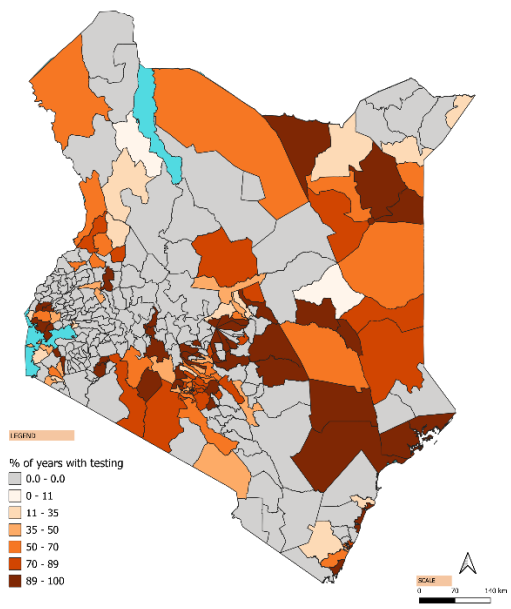 LEGEND
% of years with testing
0.0 - 0.0
0 - 11
11 - 35
35 - 50
50 - 70
70 - 89
89 - 100
SCALE
0 70 140 km